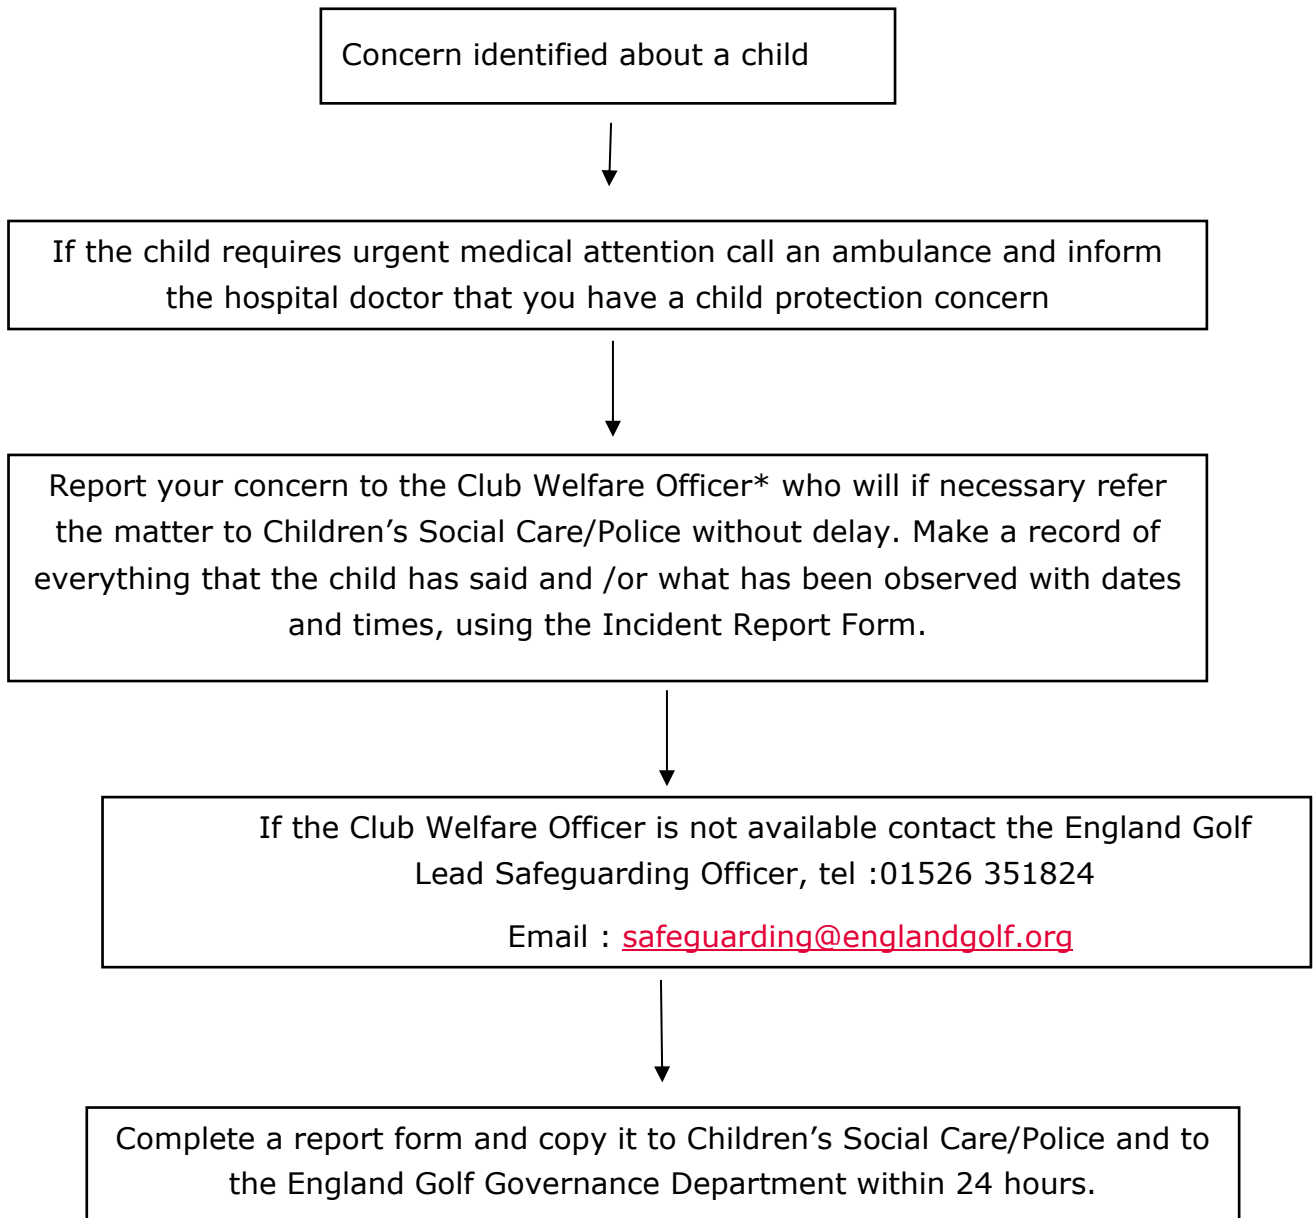 Concern identified about a child
If the child requires urgent medical attention call an ambulance and inform
the hospital doctor that you have a child protection concern
Report your concern to the Club Welfare Officer* who will if necessary refer
the matter to Children’s Social Care/Police without delay. Make a record of
everything that the child has said and /or what has been observed with dates
and times, using the Incident Report Form.
If the Club Welfare Officer is not available contact the England Golf
Lead Safeguarding Officer, tel :01526 351824
Email : safeguarding@englandgolf.org
Complete a report form and copy it to Children’s Social Care/Police and to
the England Golf Governance Department within 24 hours.